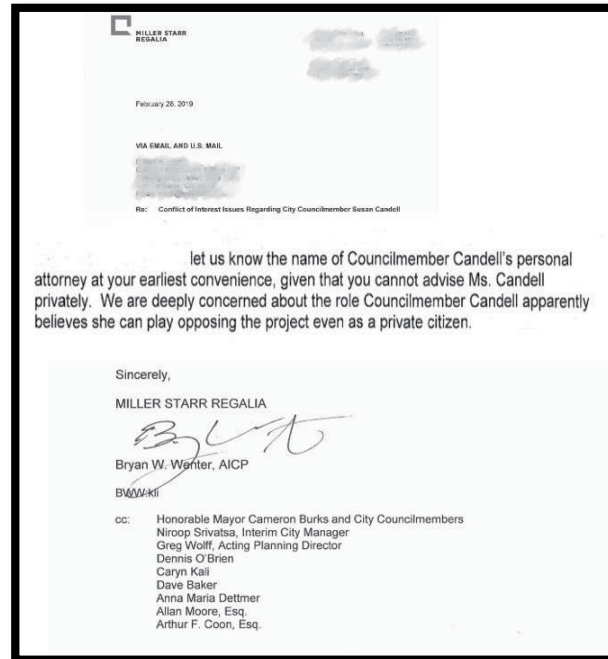 MILLER STARR
REGALIA
February 28, 2019
VIA EMAIL AND U.S. MAIL
Re: Conflict of Interest Issues Regarding City Councilmember Susan Candell
let us know the name of Councilmember Candell's personal
attorney at your earliest convenience, given that you cannot advise Ms. Candell
privately. We are deeply concerned about the role Councilmember Candell apparently
believes she can play opposing the project even as a private citizen.
Sincerely,
MILLER STARR REGALIA
Bryan W. Wenter, AICP
BWW:kli
cc: Honorable Mayor Cameron Burks and City Councilmembers
Niroop Srivatsa, Interim City Manager
Greg Wolff, Acting Planning Director
Dennis O'Brien
Caryn Kali
Dave Baker
Anna Maria Dettmer
Allan Moore, Esq.
Arthur F. Coon, Esq.